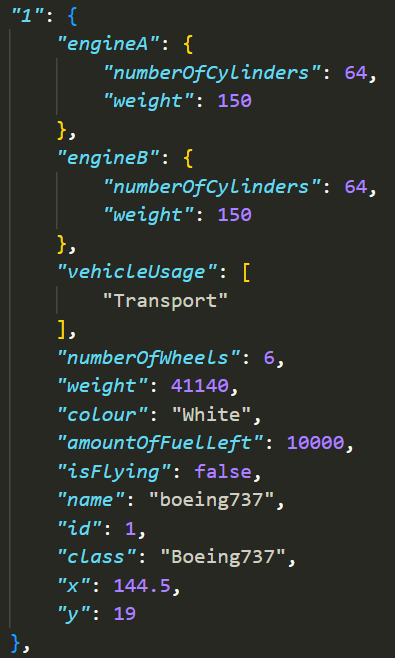 "1": {
    "engineA": {
        "numberOfCylinders": 64,
        "weight": 150
    },
    "engineB": {
        "numberOfCylinders": 64,
        "weight": 150
    },
    "vehicleUsage": [
        "Transport"
    ],
    "numberOfWheels": 6,
    "weight": 41140,
    "colour": "White",
    "amountOfFuelLeft": 10000,
    "isFlying": false,
    "name": "boeing737",
    "id": 1,
    "class": "Boeing737",
    "x": 144.5,
    "y": 19
},